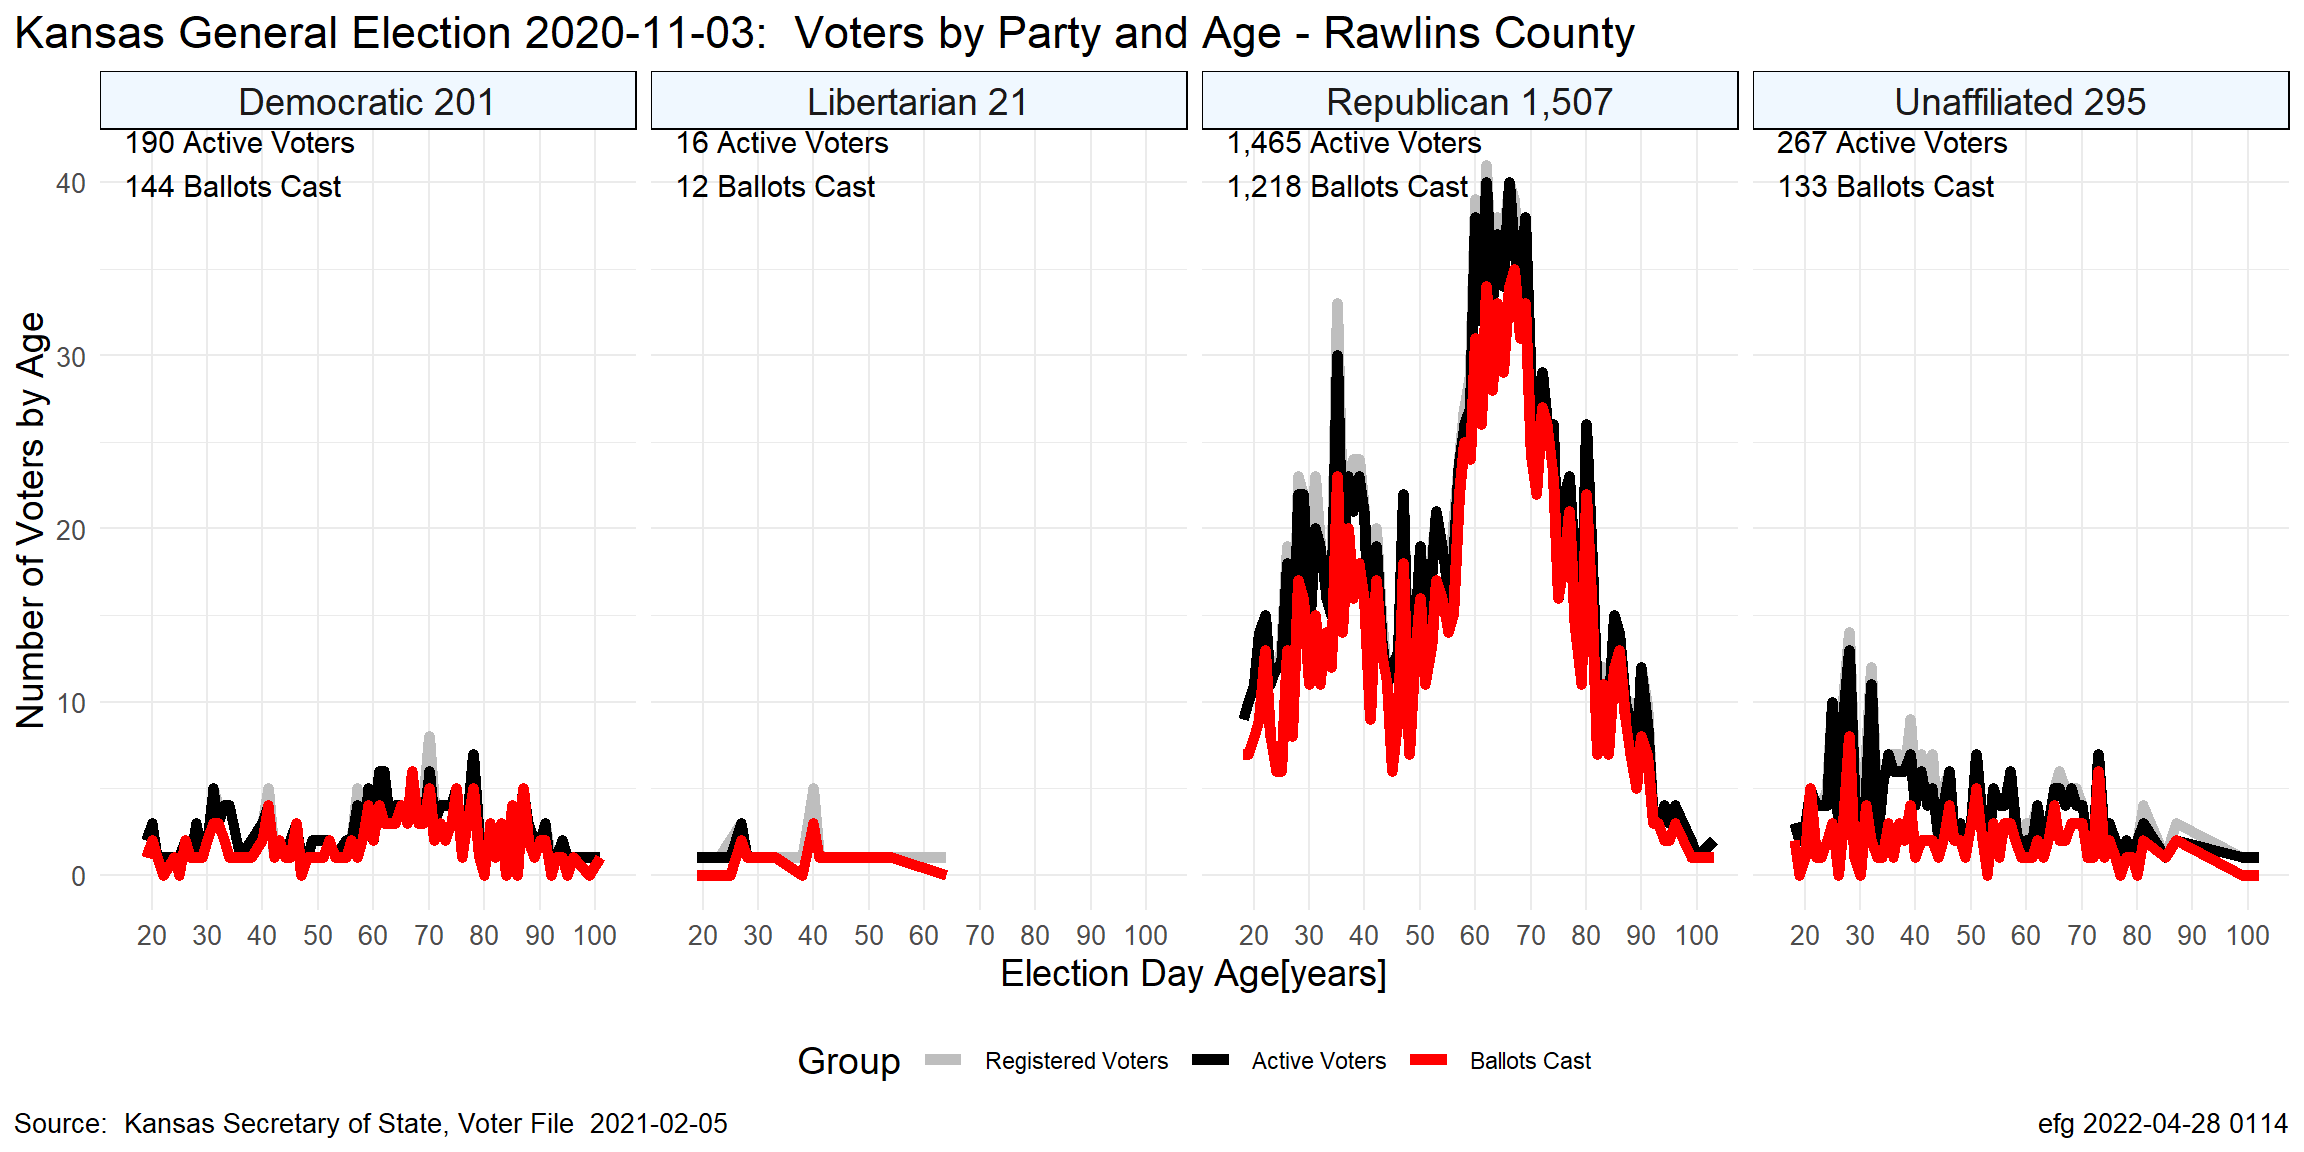 Kansas General Election 2020-11-03:  Voters by Party and Age - Rawlins County
Democratic 201
Libertarian 21
Republican 1,507
Unaffiliated 295
190 Active Voters
144 Ballots Cast
16 Active Voters
12 Ballots Cast
1,465 Active Voters
1,218 Ballots Cast
267 Active Voters
133 Ballots Cast
Number of Voters by Age
40
30
20
10
0
20 30 40 50 60 70 80 90 100
20 30 40 50 60 70 80 90 100
20 30 40 50 60 70 80 90 100
20 30 40 50 60 70 80 90 100
Election Day Age[years]
Group Registered Voters Active Voters Ballots Cast
Source:  Kansas Secretary of State, Voter File  2021-02-05
efg 2022-04-28 0114